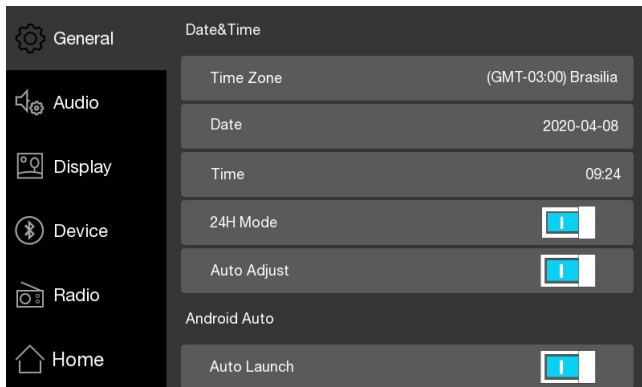 General
Audio
Display
Device
Radio
Home
Date&Time
Time Zone (GMT-03:00) Brasilia
Date 2020-04-08
Time 09:24
24H Mode
Auto Adjust
Android Auto
Auto Launch